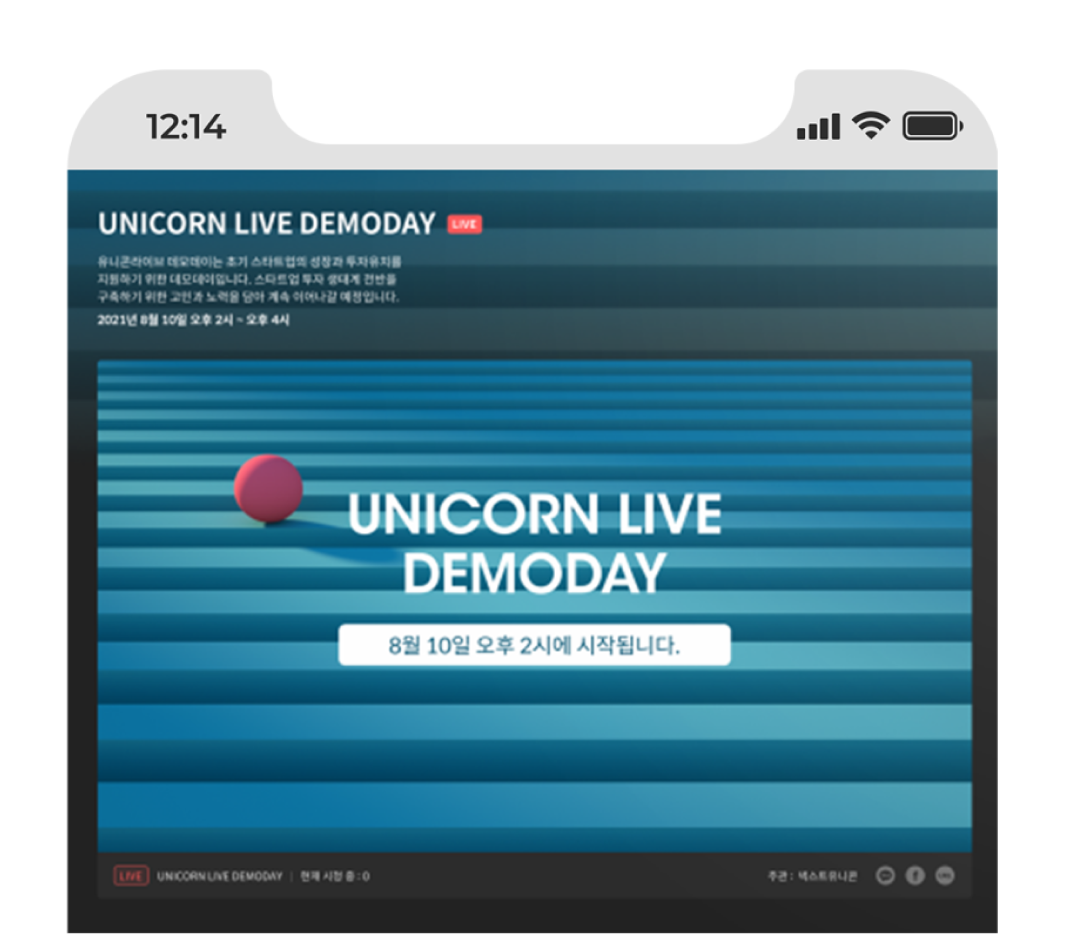 12:14
UNICORN LIVE DEMODAY LIVE
유니콘라이브 데모데이는 초기 스타트업의 성장과 투자유치를
지원하기 위한 데모데이입니다. 스타트업 투자 생태계 전반을
구축하기 위한 고민과 노력을 담아 계속 이어나갈 예정입니다.
2021년 8월 10일 오후 2시 ~ 오후 4시
UNICORN LIVE
DEMODAY
8월 10일 오후 2시에 시작됩니다.
LIVE UNICORN LIVE DEMODAY | 현재 시청 중 : 0 주관 : 넥스트유니콘